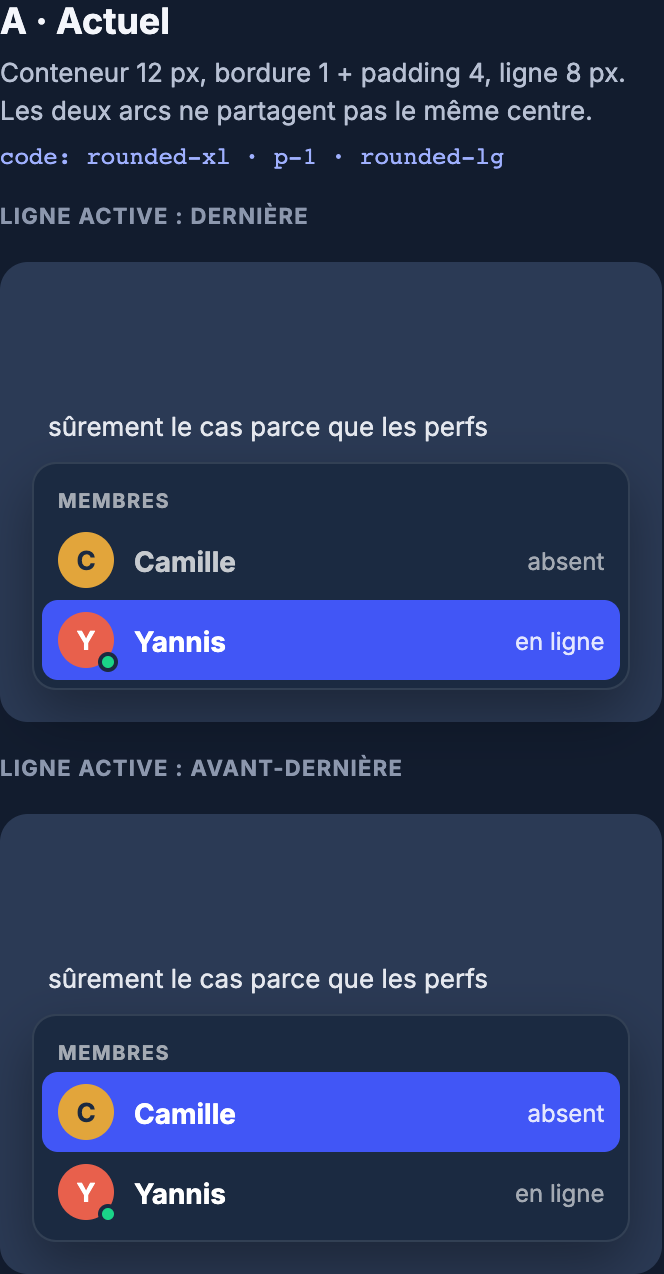 A · Actuel
Conteneur 12 px, bordure 1 + padding 4, ligne 8 px.
Les deux arcs ne partagent pas le même centre.
code: rounded-xl · p-1 · rounded-lg
LIGNE ACTIVE : DERNIÈRE
sûrement le cas parce que les perfs
MEMBRES
C Camille absent
Y Yannis en ligne
LIGNE ACTIVE : AVANT-DERNIÈRE
sûrement le cas parce que les perfs
MEMBRES
C Camille absent
Y Yannis en ligne